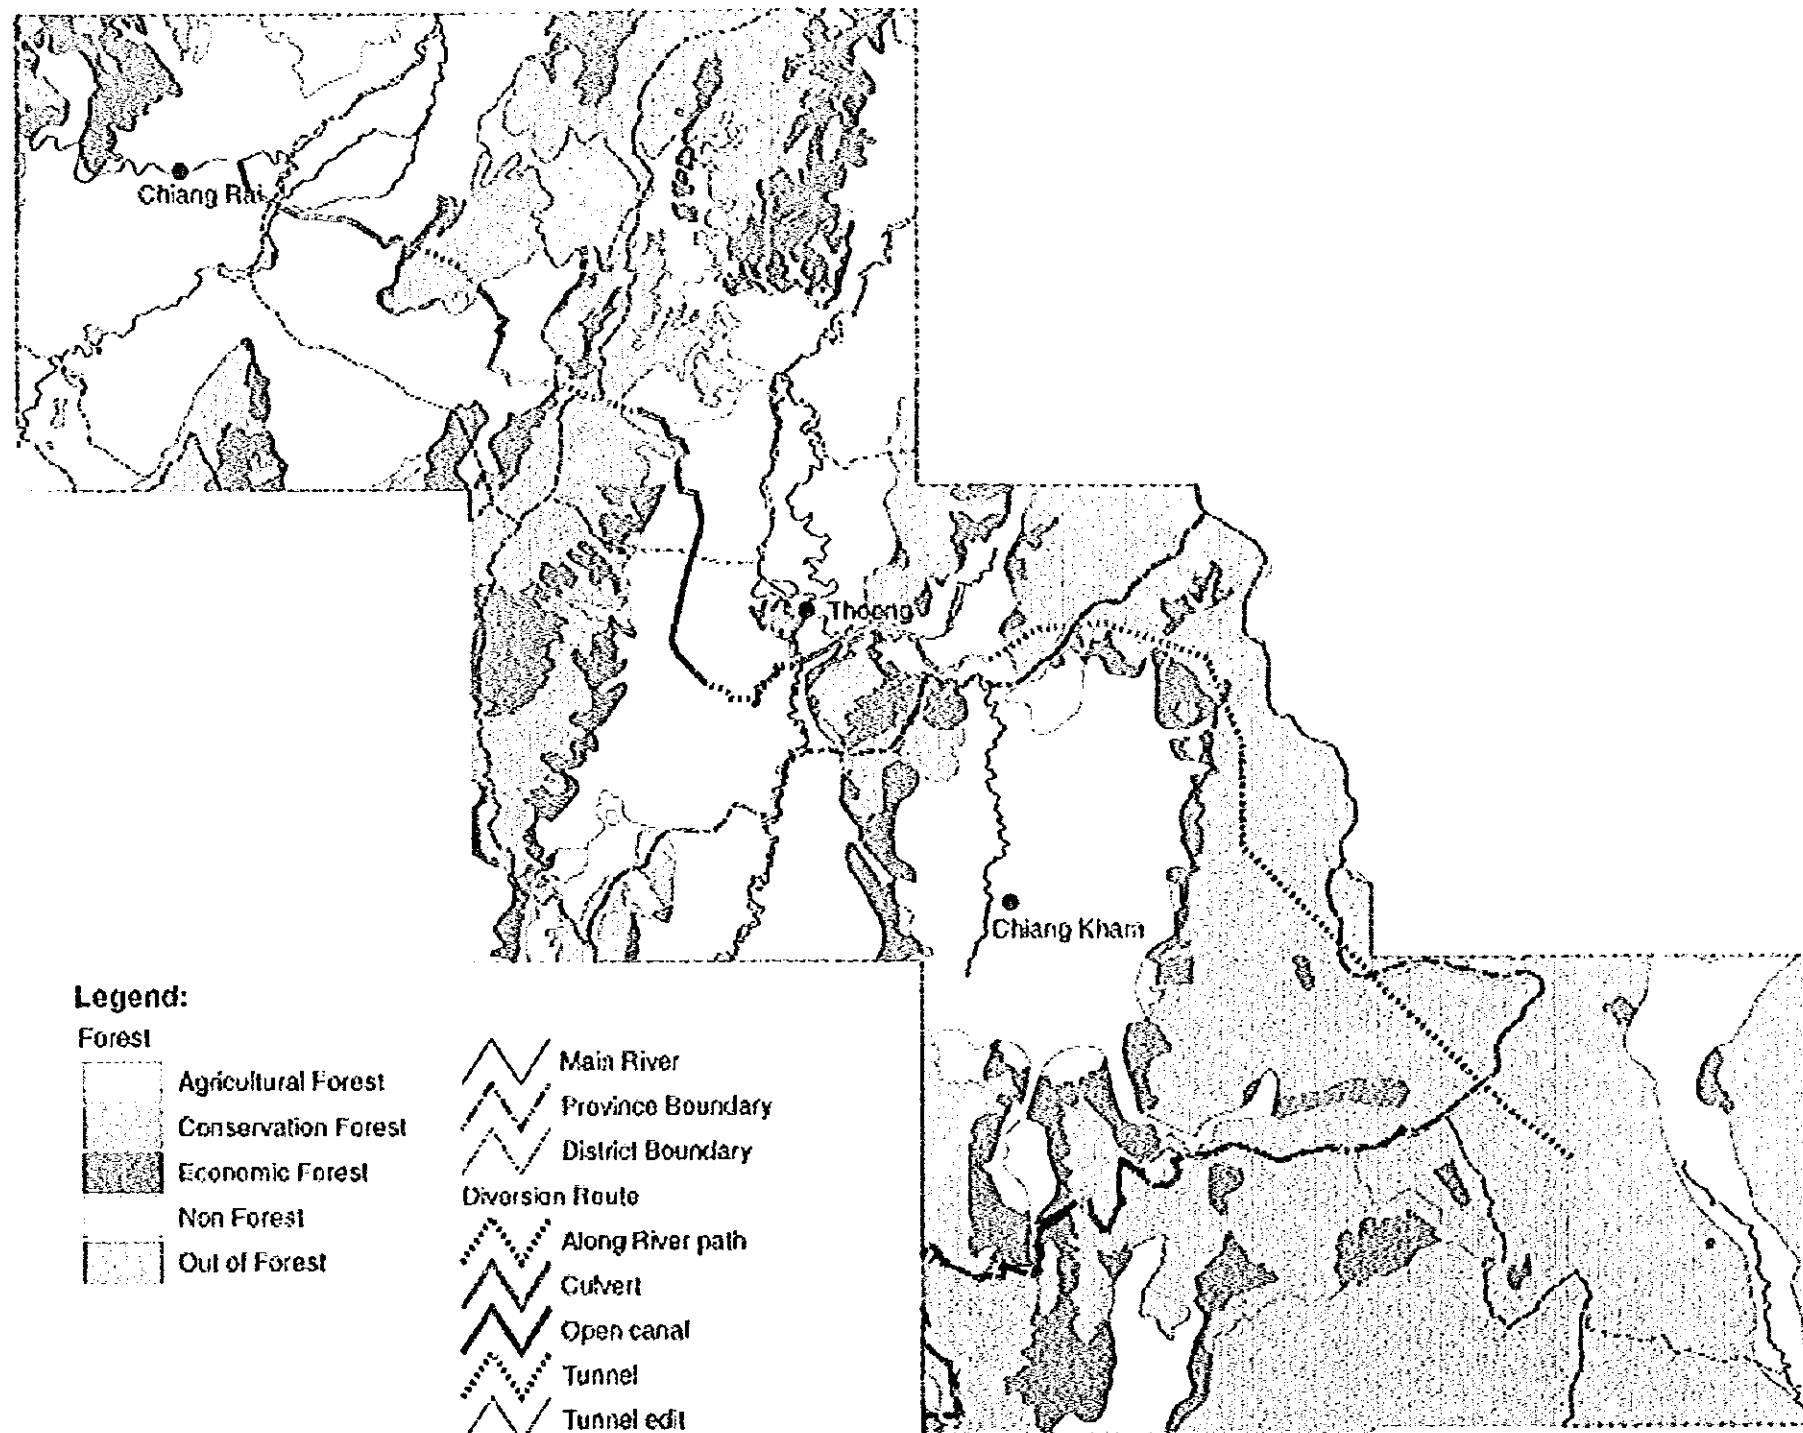 Chiang Rai
Thoeng
Chiang Kham
Legend:
Forest
Agricultural Forest
Conservation Forest
Economic Forest
Non Forest
Out of Forest
Main River
Province Boundary
District Boundary
Diversion Route
Along River path
Culvert
Open canal
Tunnel
Tunnel edit